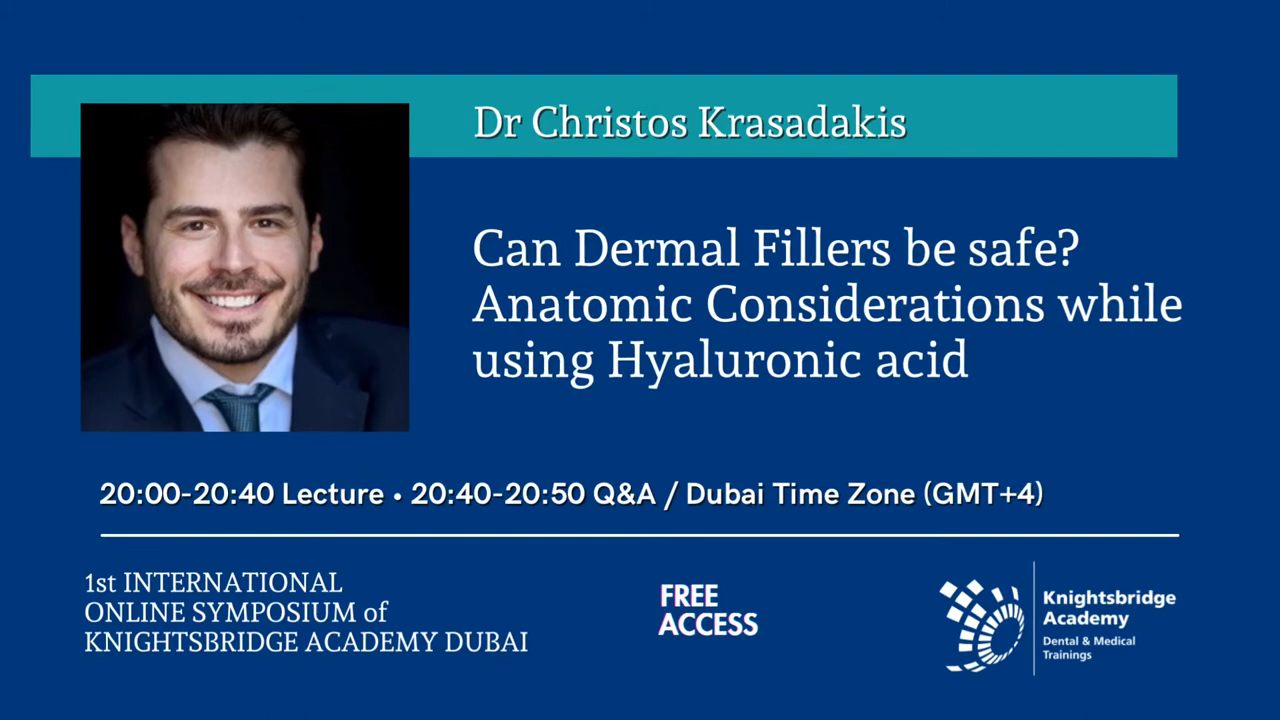 Dr Christos Krasadakis
Can Dermal Fillers be safe?
Anatomic Considerations while
using Hyaluronic acid
20:00-20:40 Lecture • 20:40-20:50 Q&A / Dubai Time Zone (GMT+4)
1st INTERNATIONAL
ONLINE SYMPOSIUM of
KNIGHTSBRIDGE ACADEMY DUBAI
FREE
ACCESS
Knightsbridge
Academy
Dental & Medical
Trainings